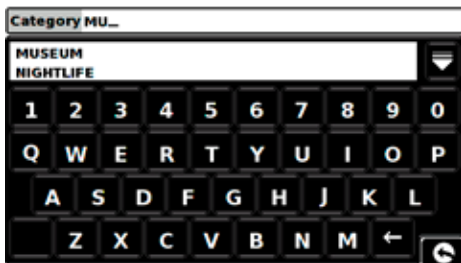 Category MU_
MUSEUM
NIGHTLIFE
1 2 3 4 5 6 7 8 9 0
Q W E R T Y U I O P
A S D F G H J K L
Z X C V B N M ←